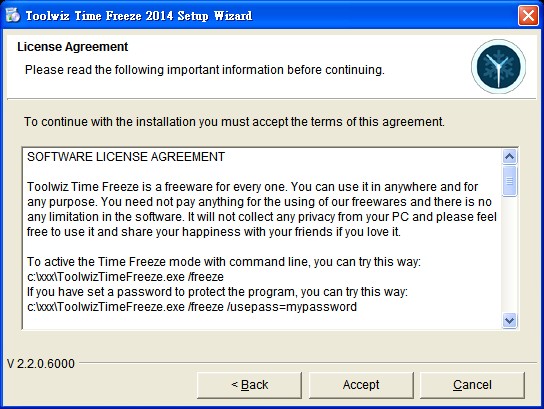 Toolwiz Time Freeze 2014 Setup Wizard
License Agreement
Please read the following important information before continuing.
To continue with the installation you must accept the terms of this agreement.
SOFTWARE LICENSE AGREEMENT
Toolwiz Time Freeze is a freeware for every one. You can use it in anywhere and for
any purpose. You need not pay anything for the using of our freewares and there is no
any limitation in the software. It will not collect any privacy from your PC and please feel
free to use it and share your happiness with your friends if you love it.
To active the Time Freeze mode with command line, you can try this way:
c:\xxx\ToolwizTimeFreeze.exe /freeze
If you have set a password to protect the program, you can try this way:
c:\xxx\ToolwizTimeFreeze.exe /freeze /usepass=mypassword
V 2.2.0.6000
< Back
Accept
Cancel